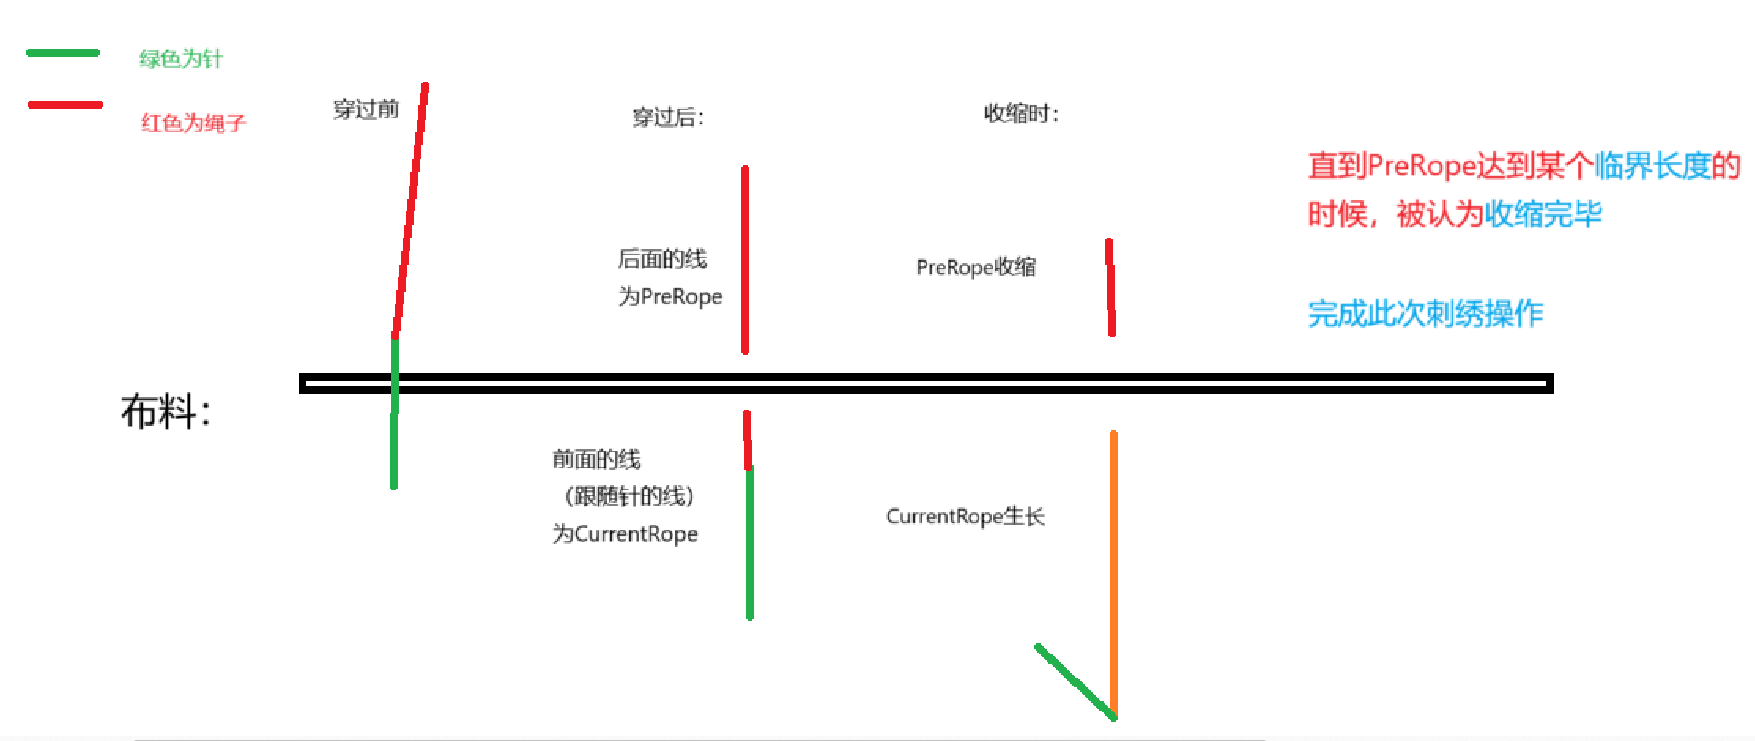 绿色为针
红色为绳子
穿过前
穿过后：
收缩时：
直到PreRope达到某个临界长度的
时候，被认为收缩完毕
后面的线
为PreRope
PreRope收缩
完成此次刺绣操作
布料：
前面的线
（跟随针的线）
为CurrentRope
CurrentRope生长